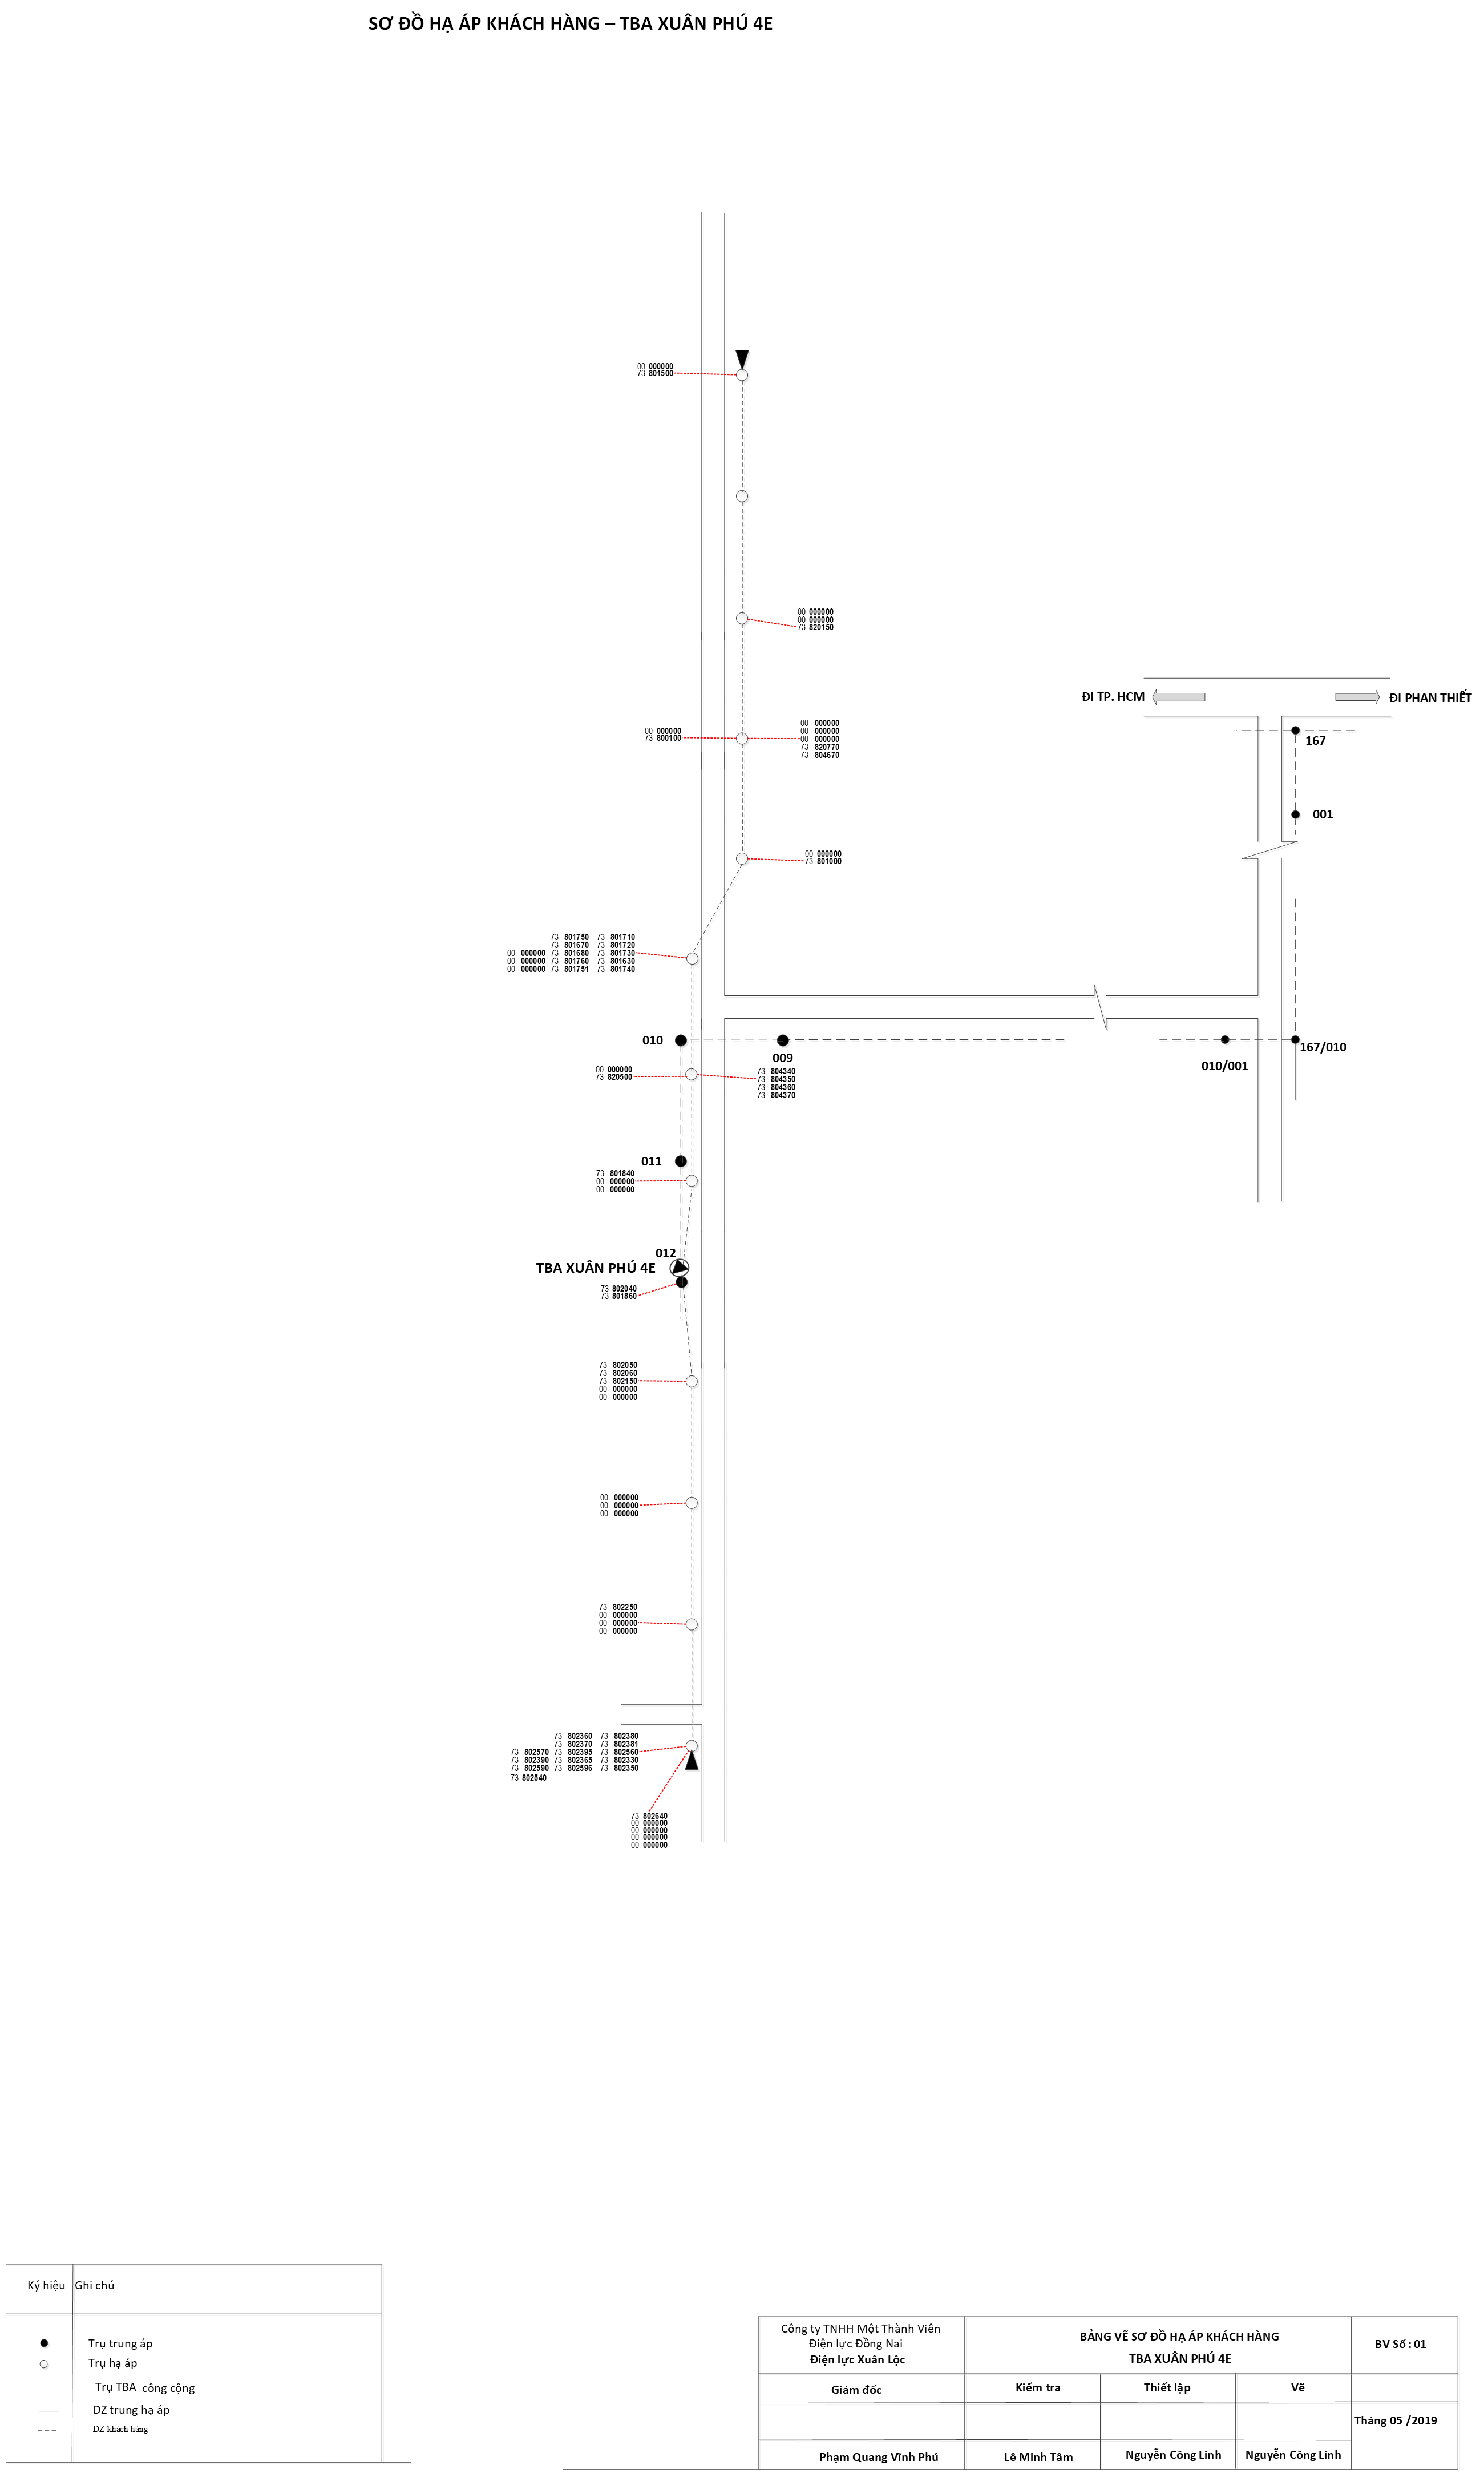 SƠ ĐỒ HẠ ÁP KHÁCH HÀNG – TBA XUÂN PHÚ 4E
00 000000
73 801500
00 000000
00 000000
73 820150
ĐI TP. HCM
ĐI PHAN THIẾT
00 000000
73 800100
00 000000
00 000000
00 000000
73 820770
73 804670
167
001
00 000000
73 801000
73 801750 73 801710
73 801670 73 801720
00 000000 73 801680 73 801730
00 000000 73 801760 73 801630
00 000000 73 801751 73 801740
010
009
010/001
167/010
00 000000
73 820500
73 804340
73 804350
73 804360
73 804370
011
73 801840
00 000000
00 000000
012
TBA XUÂN PHÚ 4E
73 802040
73 801860
73 802050
73 802060
73 802150
00 000000
00 000000
00 000000
00 000000
00 000000
73 802250
00 000000
00 000000
00 000000
73 802360 73 802380
73 802370 73 802381
73 802570 73 802395 73 802560
73 802390 73 802365 73 802330
73 802590 73 802596 73 802350
73 802540
73 802640
00 000000
00 000000
00 000000
00 000000
Ký hiệu Ghi chú
Trụ trung áp
Trụ hạ áp
Trụ TBA công cộng
DZ trung hạ áp
DZ khách hàng
Công ty TNHH Một Thành Viên
Điện lực Đồng Nai
Điện lực Xuân Lộc
BẢNG VẼ SƠ ĐỒ HẠ ÁP KHÁCH HÀNG
TBA XUÂN PHÚ 4E
BV Số : 01
Giám đốc
Kiểm tra
Thiết lập
Vẽ
Tháng 05 /2019
Phạm Quang Vĩnh Phú
Lê Minh Tâm
Nguyễn Công Linh
Nguyễn Công Linh